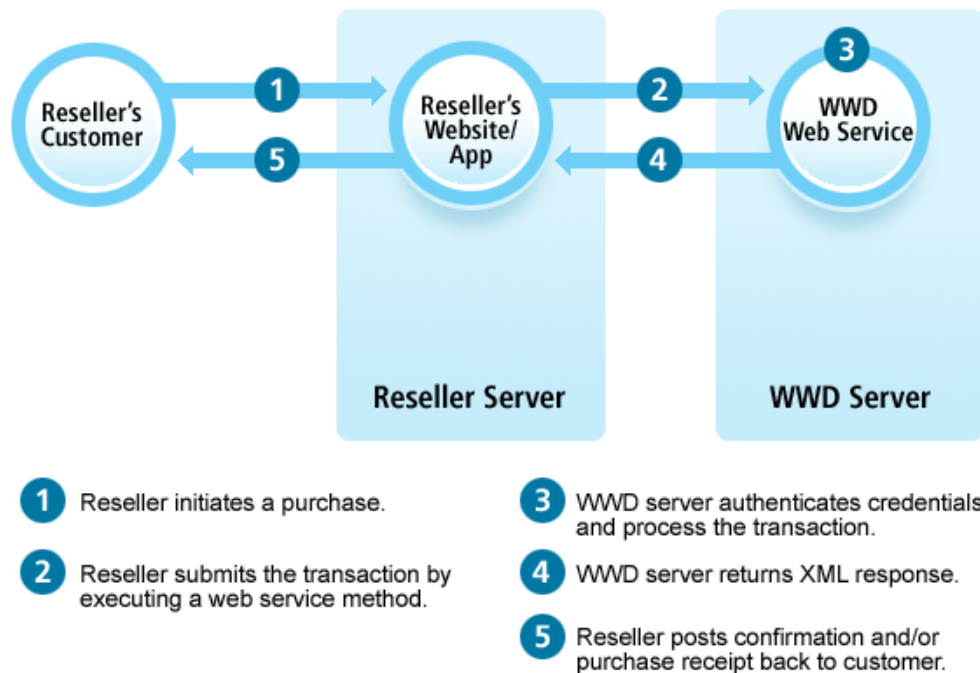 3
1
2
Reseller's
Customer
Reseller's
Website/
App
WWD
Web Service
5
4
Reseller Server
WWD Server
1 Reseller initiates a purchase.
2 Reseller submits the transaction by
executing a web service method.
3 WWD server authenticates credentials
and process the transaction.
4 WWD server returns XML response.
5 Reseller posts confirmation and/or
purchase receipt back to customer.